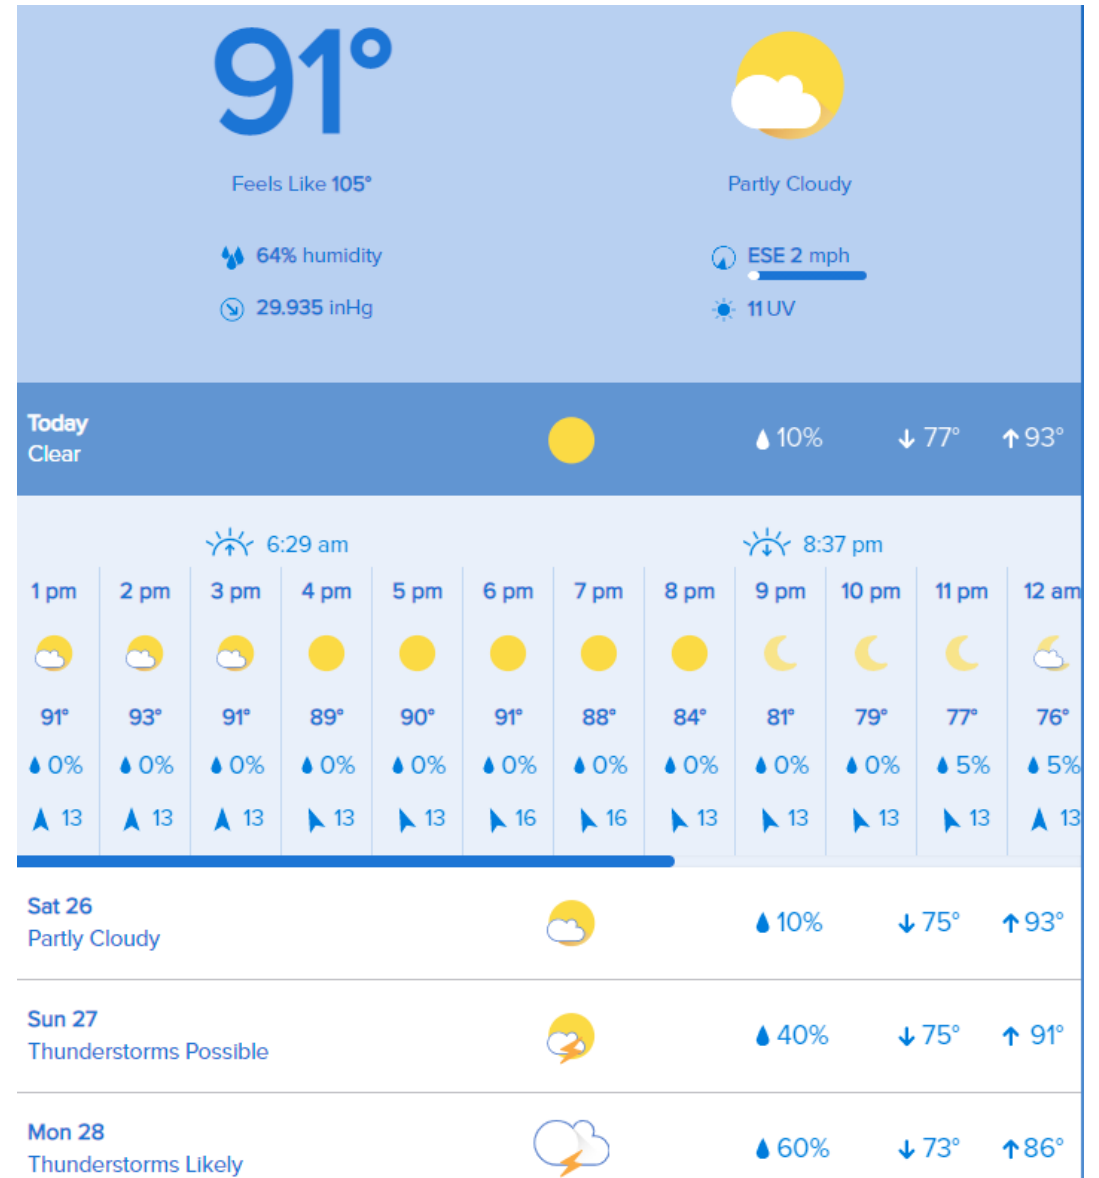 91°
Feels Like 105°
Partly Cloudy
64% humidity
ESE 2 mph
29.935 inHg
11 UV
Today
Clear
10% 77° 93°
6:29 am 8:37 pm
1 pm 2 pm 3 pm 4 pm 5 pm 6 pm 7 pm 8 pm 9 pm 10 pm 11 pm 12 am
91° 93° 91° 89° 90° 91° 88° 84° 81° 79° 77° 76°
0% 0% 0% 0% 0% 0% 0% 0% 0% 0% 5% 5%
13 13 13 13 13 16 16 13 13 13 13 13
Sat 26
Partly Cloudy
10% 75° 93°
Sun 27
Thunderstorms Possible
40% 75° 91°
Mon 28
Thunderstorms Likely
60% 73° 86°